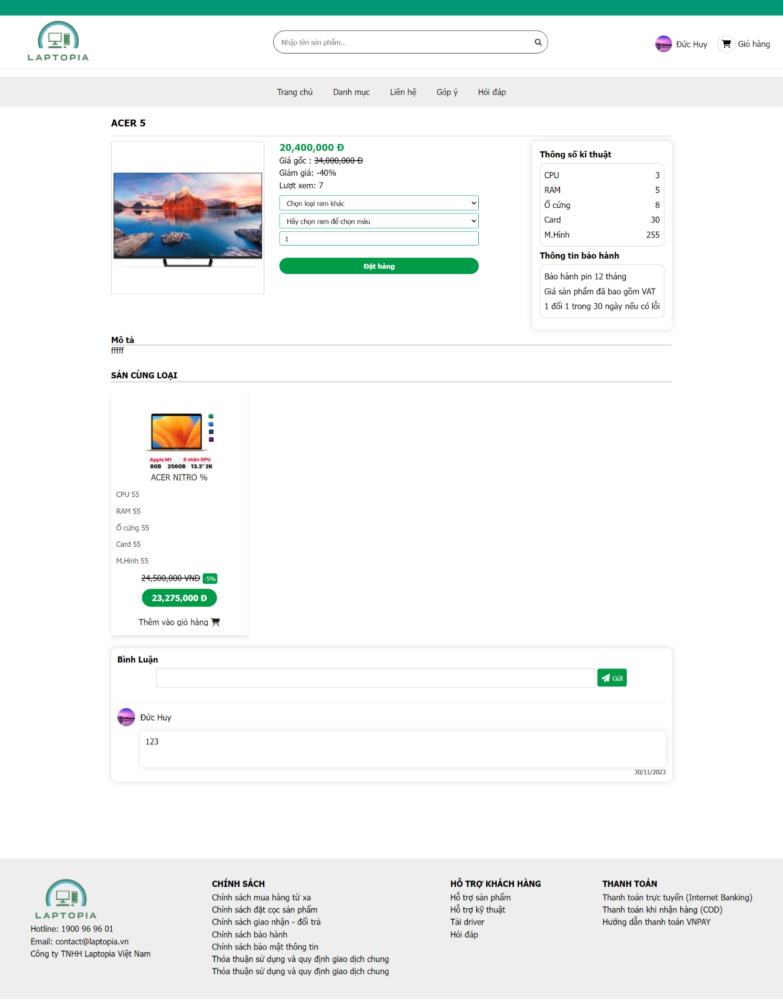 LAPTOPIA
Nhập tên sản phẩm...
Đức Huy
Giỏ hàng
Trang chủ
Danh mục
Liên hệ
Góp ý
Hỏi đáp
ACER 5
20,400,000 Đ
Giá gốc : 34,000,000 Đ
Giảm giá: -40%
Lượt xem: 7
Chọn loại ram khác
Hãy chọn ram để chọn màu
1
Đặt hàng
Thông số kĩ thuật
CPU 3
RAM 5
Ổ cứng 8
Card 30
M.Hình 255
Thông tin bảo hành
Bảo hành pin 12 tháng
Giá sản phẩm đã bao gồm VAT
1 đổi 1 trong 30 ngày nếu có lỗi
Mô tả
fffff
SẢN CÙNG LOẠI
Apple M1 8 nhân GPU
8GB 256GB 13.3" 2K
ACER NITRO %
CPU 55
RAM 55
Ổ cứng 55
Card 55
M.Hình 55
24,500,000 VNĐ -5%
23,275,000 Đ
Thêm vào giỏ hàng
Bình Luận
Gửi
Đức Huy
123
30/11/2023
LAPTOPIA
Hotline: 1900 96 96 01
Email: contact@laptopia.vn
Công ty TNHH Laptopia Việt Nam
CHÍNH SÁCH
Chính sách mua hàng từ xa
Chính sách đặt cọc sản phẩm
Chính sách giao nhận - đổi trả
Chính sách bảo hành
Chính sách bảo mật thông tin
Thỏa thuận sử dụng và quy định giao dịch chung
Thỏa thuận sử dụng và quy định giao dịch chung
HỖ TRỢ KHÁCH HÀNG
Hỗ trợ sản phẩm
Hỗ trợ kỹ thuật
Tải driver
Hỏi đáp
THANH TOÁN
Thanh toán trực tuyến (Internet Banking)
Thanh toán khi nhận hàng (COD)
Hướng dẫn thanh toán VNPAY